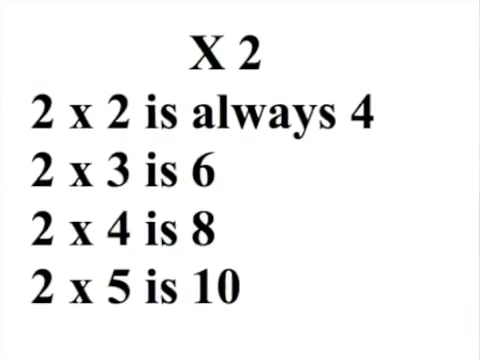 X 2
2 x 2 is always 4
2 x 3 is 6
2 x 4 is 8
2 x 5 is 10